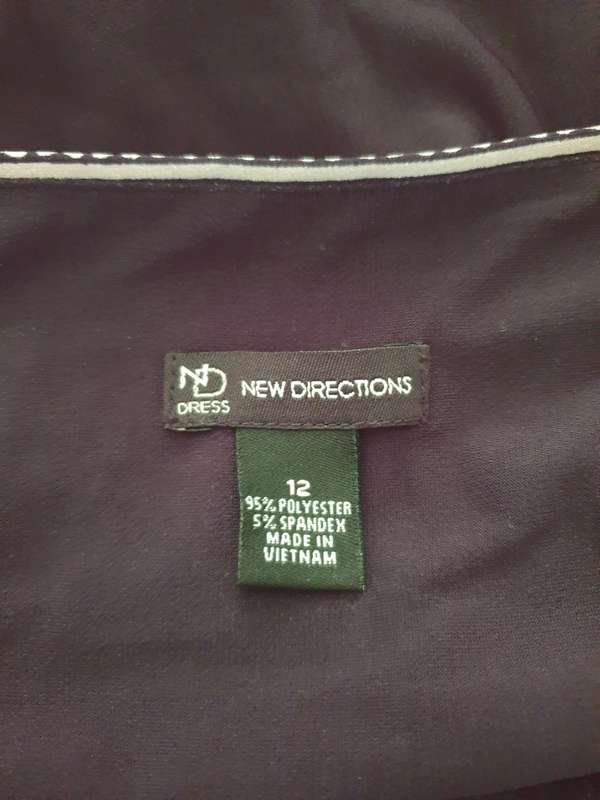 ND
DRESS
NEW DIRECTIONS
12
95% POLYESTER
5% SPANDEX
MADE IN
VIETNAM